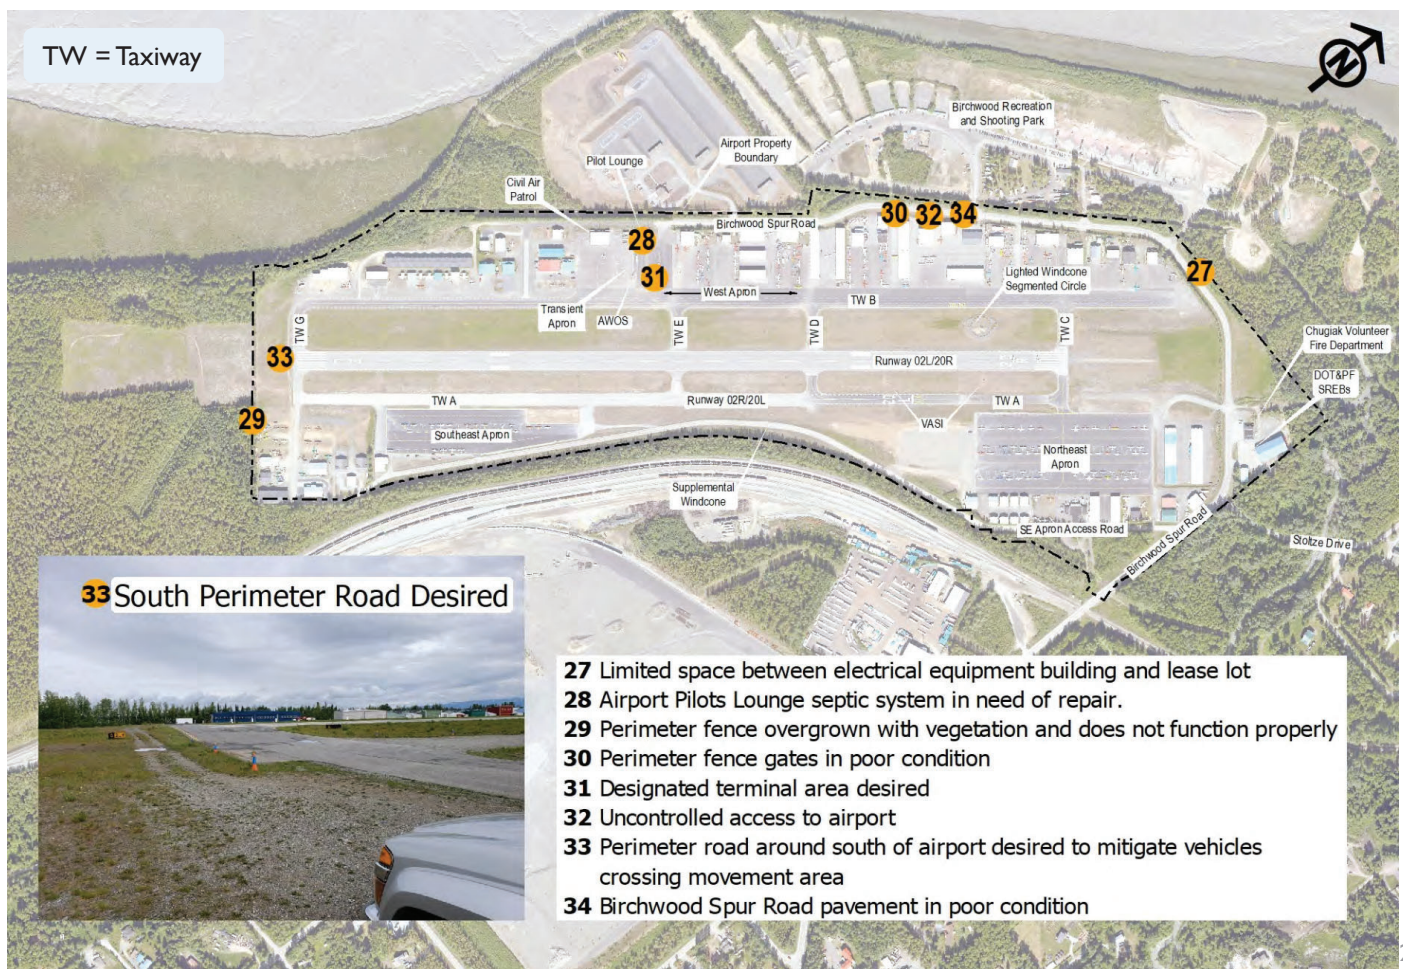 TW = Taxiway
N
Birchwood Recreation
and Shooting Park
Airport Property
Boundary
Pilot Lounge
Civil Air
Patrol
Birchwood Spur Road
30
32
34
28
27
31
Lighted Windcone
Segmented Circle
West Apron
TW B
Transient
Apron
AWOS
TW G
TW E
TW D
TW C
Chugiak Volunteer
Fire Department
33
Runway 02L/20R
DOT&PF
SREBs
29
TW A
Runway 02R/20L
TW A
VASI
Southeast Apron
Northeast
Apron
Supplemental
Windcone
SE Apron Access Road
Birchwood Spur Road
Stoltze Drive
33 South Perimeter Road Desired
27 Limited space between electrical equipment building and lease lot
28 Airport Pilots Lounge septic system in need of repair.
29 Perimeter fence overgrown with vegetation and does not function properly
30 Perimeter fence gates in poor condition
31 Designated terminal area desired
32 Uncontrolled access to airport
33 Perimeter road around south of airport desired to mitigate vehicles
crossing movement area
34 Birchwood Spur Road pavement in poor condition